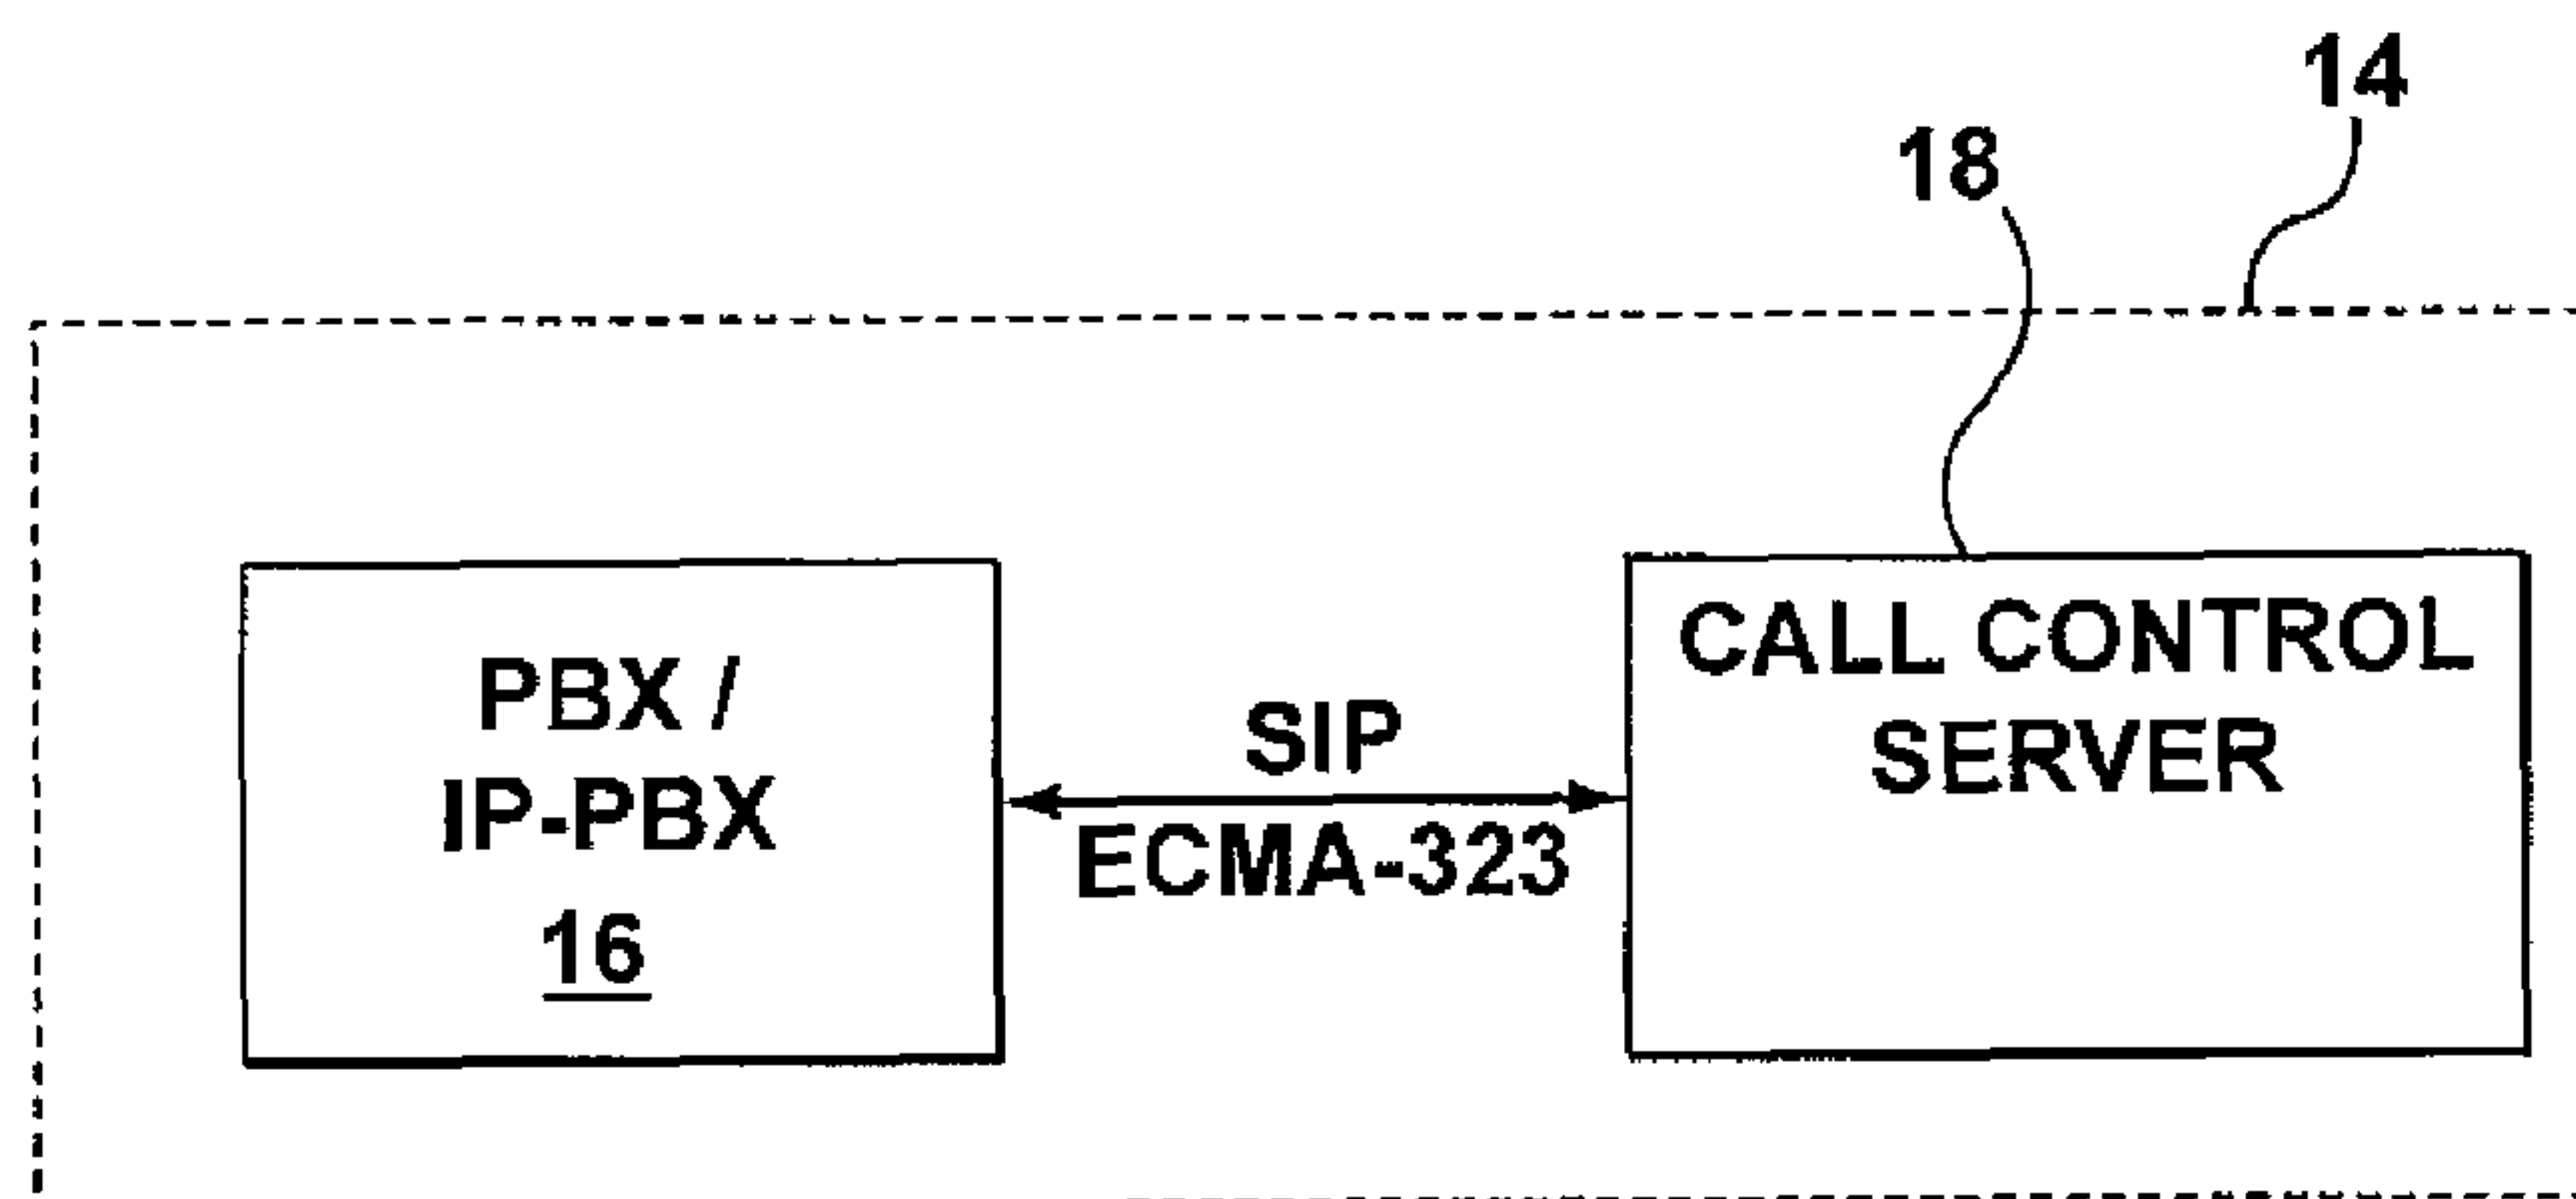 14
18
PBX /
IP-PBX
16
SIP
ECMA-323
CALL CONTROL
SERVER